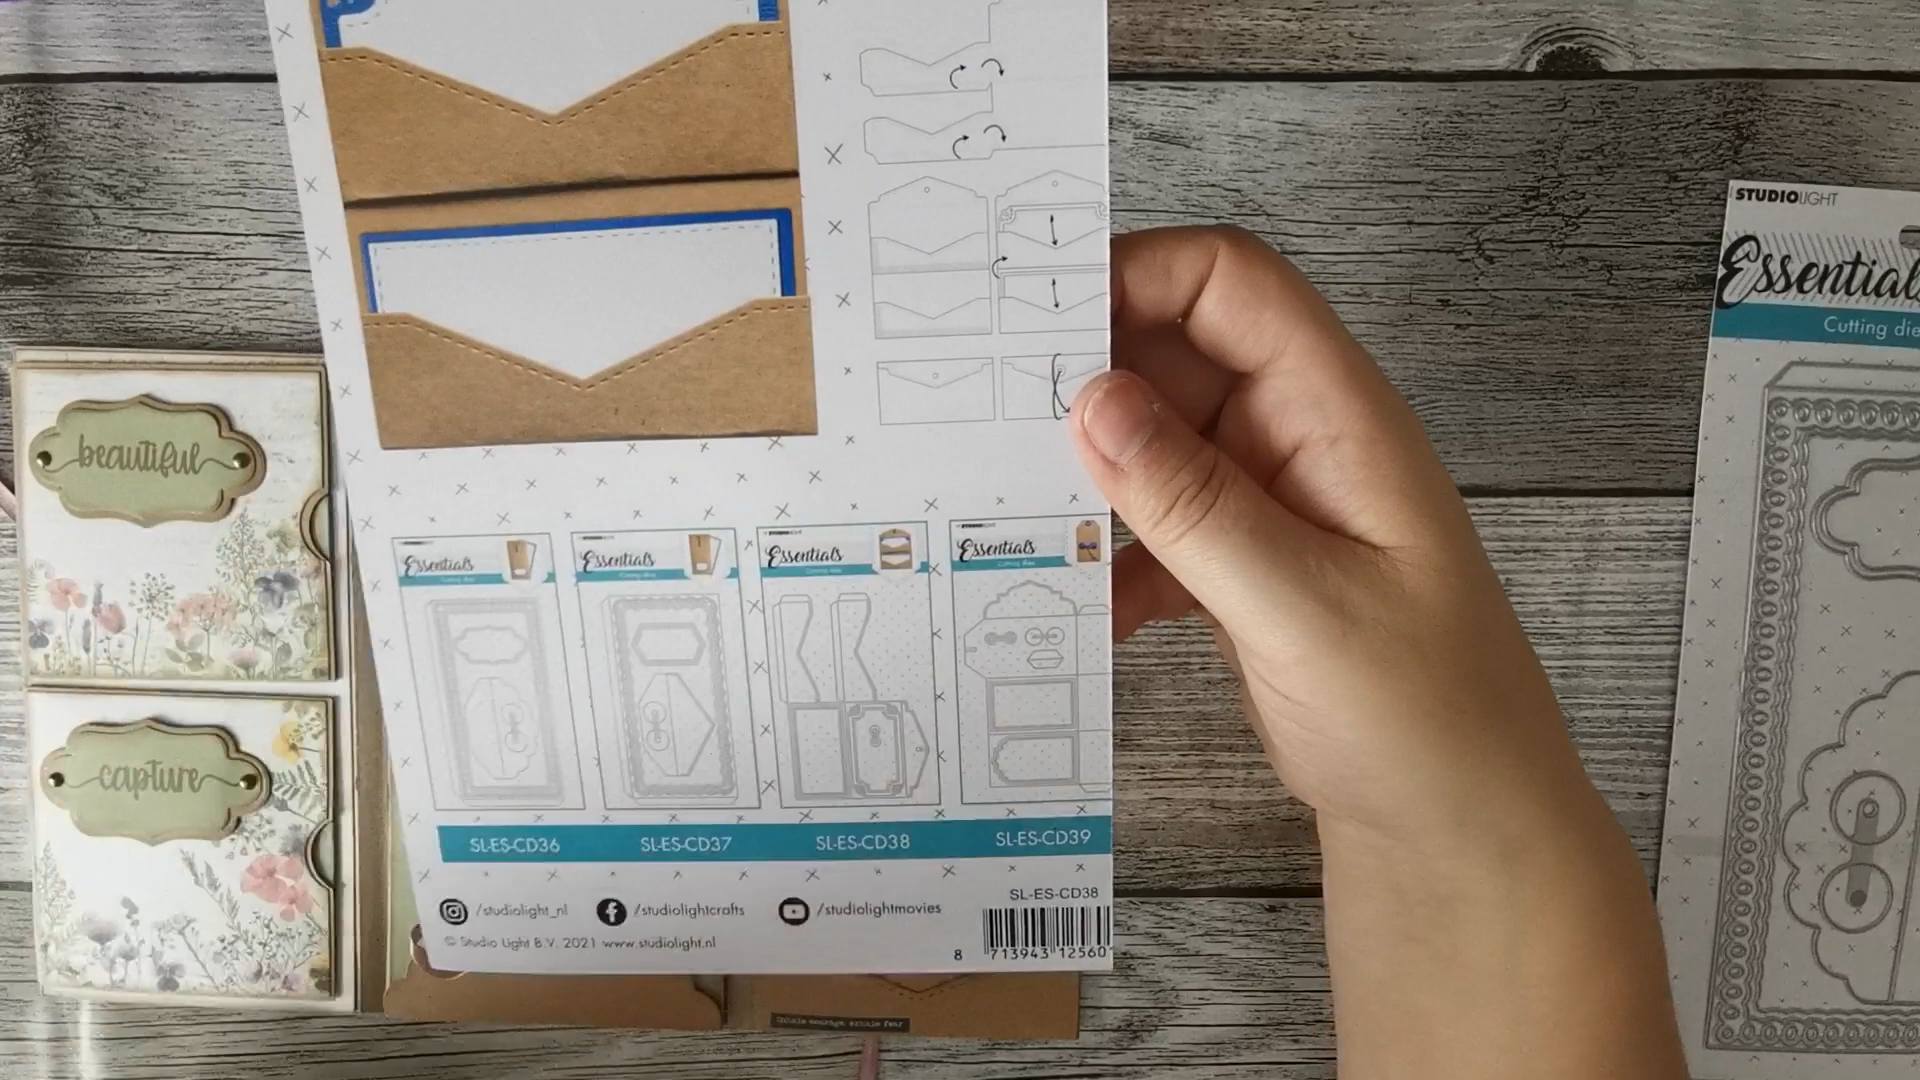 STUDIOLIGHT
Essential
Cutting die
beautiful
capture
Essentials
Essentials
Essentials
Essentials
SL-ES-CD36
SL-ES-CD37
SL-ES-CD38
SL-ES-CD39
/studiolight_nl
/studiolightcrafts
/studiolightmovies
© Studio Light B.V. 2021 www.studiolight.nl
SL-ES-CD38
8 713943 12560